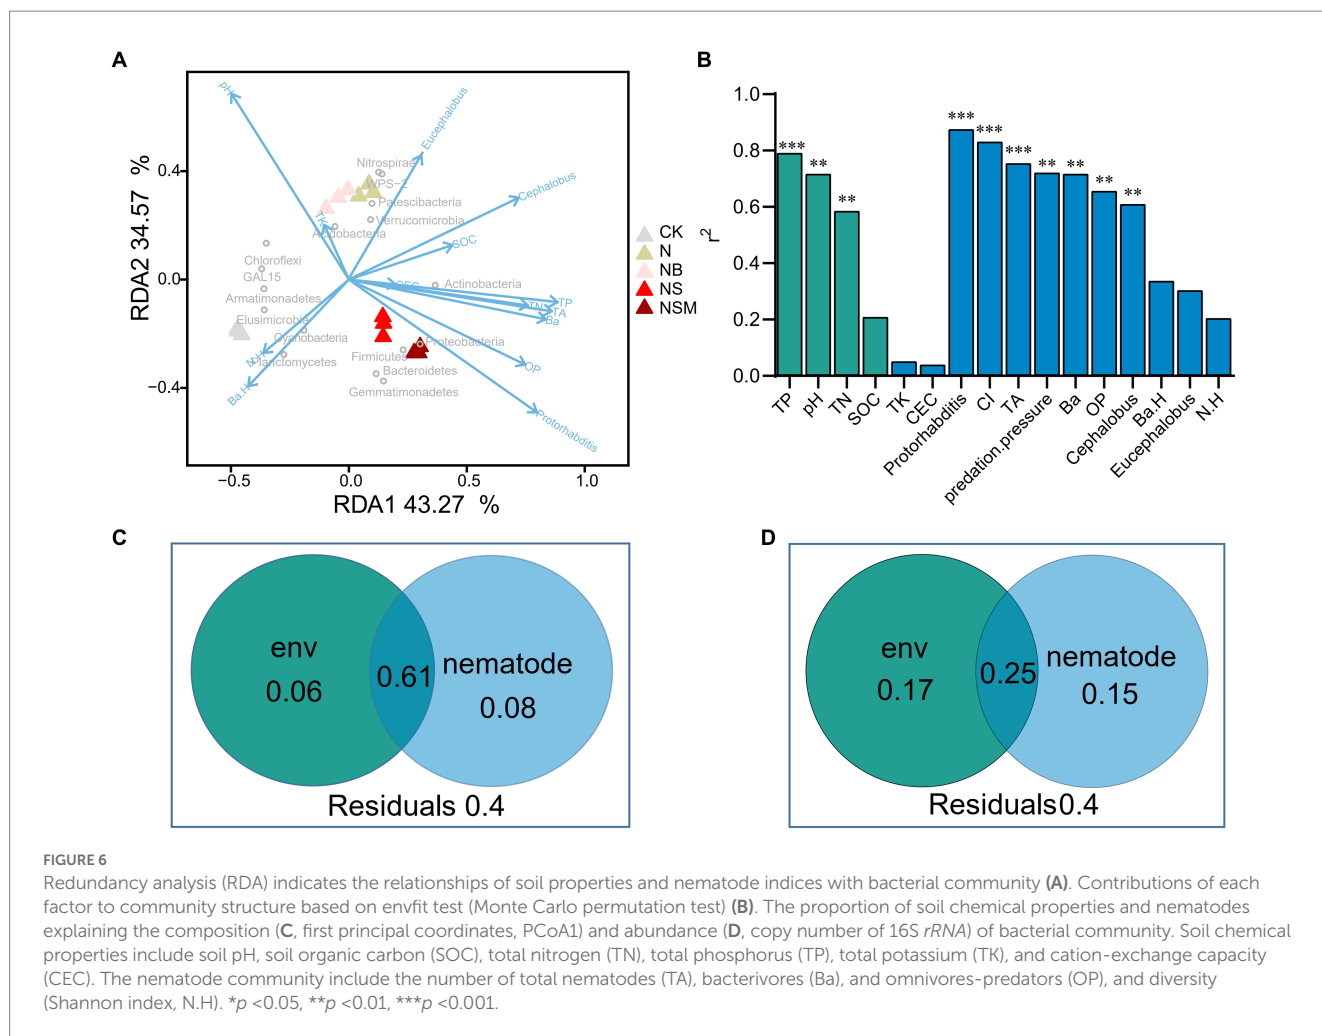 A
pH
Eucephalobus
Nitrospirae
WPS−2
Cephalobus
Patescibacteria
TK
Verrucomicrobia
Acidobacteria
SOC
Chloroflexi
GAL15
CEC
Actinobacteria
Armatimonadetes
TN
TP
TA
Ba
Elusimicrobia
Cyanobacteria
Proteobacteria
N.H
Planctomycetes
Firmicutes
OP
Bacteroidetes
Ba.H
Gemmatimonadetes
Protorhabditis
0.4
0.0
−0.4
RDA2 34.57 %
−0.5 0.0 0.5 1.0
RDA1 43.27 %
CK
N
NB
NS
NSM
B
1.0
0.8
0.6
0.4
0.2
0.0
r2
*** ** ** *** *** *** ** ** ** **
TP pH TN SOC TK CEC Protorhabditis CI TA predation.pressure Ba OP Cephalobus Ba.H Eucephalobus N.H
C
env
0.06
0.61
nematode
0.08
Residuals 0.4
D
env
0.17
0.25
nematode
0.15
Residuals0.4
FIGURE 6
Redundancy analysis (RDA) indicates the relationships of soil properties and nematode indices with bacterial community (A). Contributions of each
factor to community structure based on envfit test (Monte Carlo permutation test) (B). The proportion of soil chemical properties and nematodes
explaining the composition (C, first principal coordinates, PCoA1) and abundance (D, copy number of 16S rRNA) of bacterial community. Soil chemical
properties include soil pH, soil organic carbon (SOC), total nitrogen (TN), total phosphorus (TP), total potassium (TK), and cation-exchange capacity
(CEC). The nematode community include the number of total nematodes (TA), bacterivores (Ba), and omnivores-predators (OP), and diversity
(Shannon index, N.H). *p <0.05, **p <0.01, ***p <0.001.